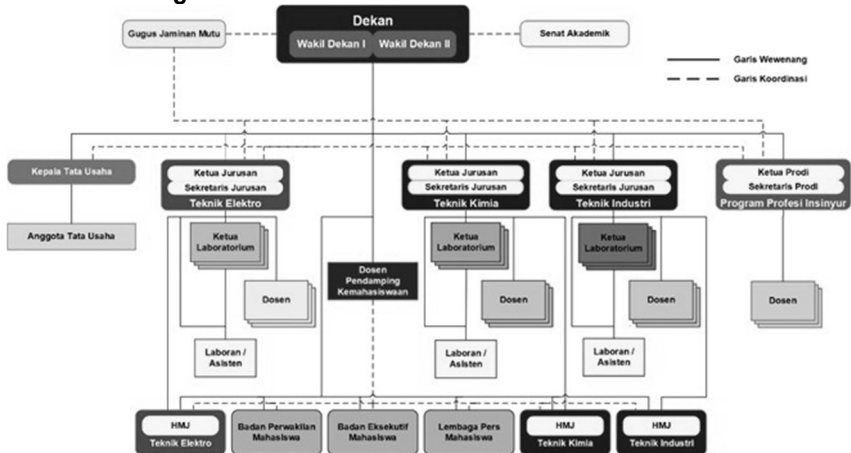 Dekan
Wakil Dekan I
Wakil Dekan II
Gugus Jaminan Mutu
Senat Akademik
Garis Wewenang
Garis Koordinasi
Kepala Tata Usaha
Anggota Tata Usaha
Ketua Jurusan
Sekretaris Jurusan
Teknik Elektro
Ketua Jurusan
Sekretaris Jurusan
Teknik Kimia
Ketua Jurusan
Sekretaris Jurusan
Teknik Industri
Ketua Prodi
Sekretaris Prodi
Program Profesi Insinyur
Ketua
Laboratorium
Dosen
Laboran /
Asisten
Dosen
Pendamping
Kemahasiswaan
Ketua
Laboratorium
Dosen
Laboran /
Asisten
Ketua
Laboratorium
Dosen
Laboran /
Asisten
Dosen
HMJ
Teknik Elektro
Badan Perwakilan
Mahasiswa
Badan Eksekutif
Mahasiswa
Lembaga Pers
Mahasiswa
HMJ
Teknik Kimia
HMJ
Teknik Industri